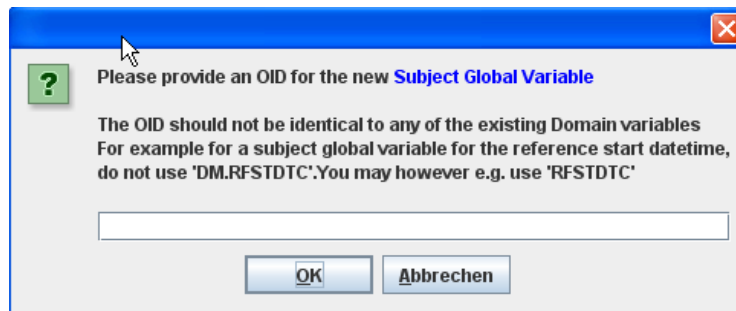 ?
Please provide an OID for the new Subject Global Variable
The OID should not be identical to any of the existing Domain variables
For example for a subject global variable for the reference start datetime,
do not use 'DM.RFSTDTC'.You may however e.g. use 'RFSTDTC'
OK Abbrechen